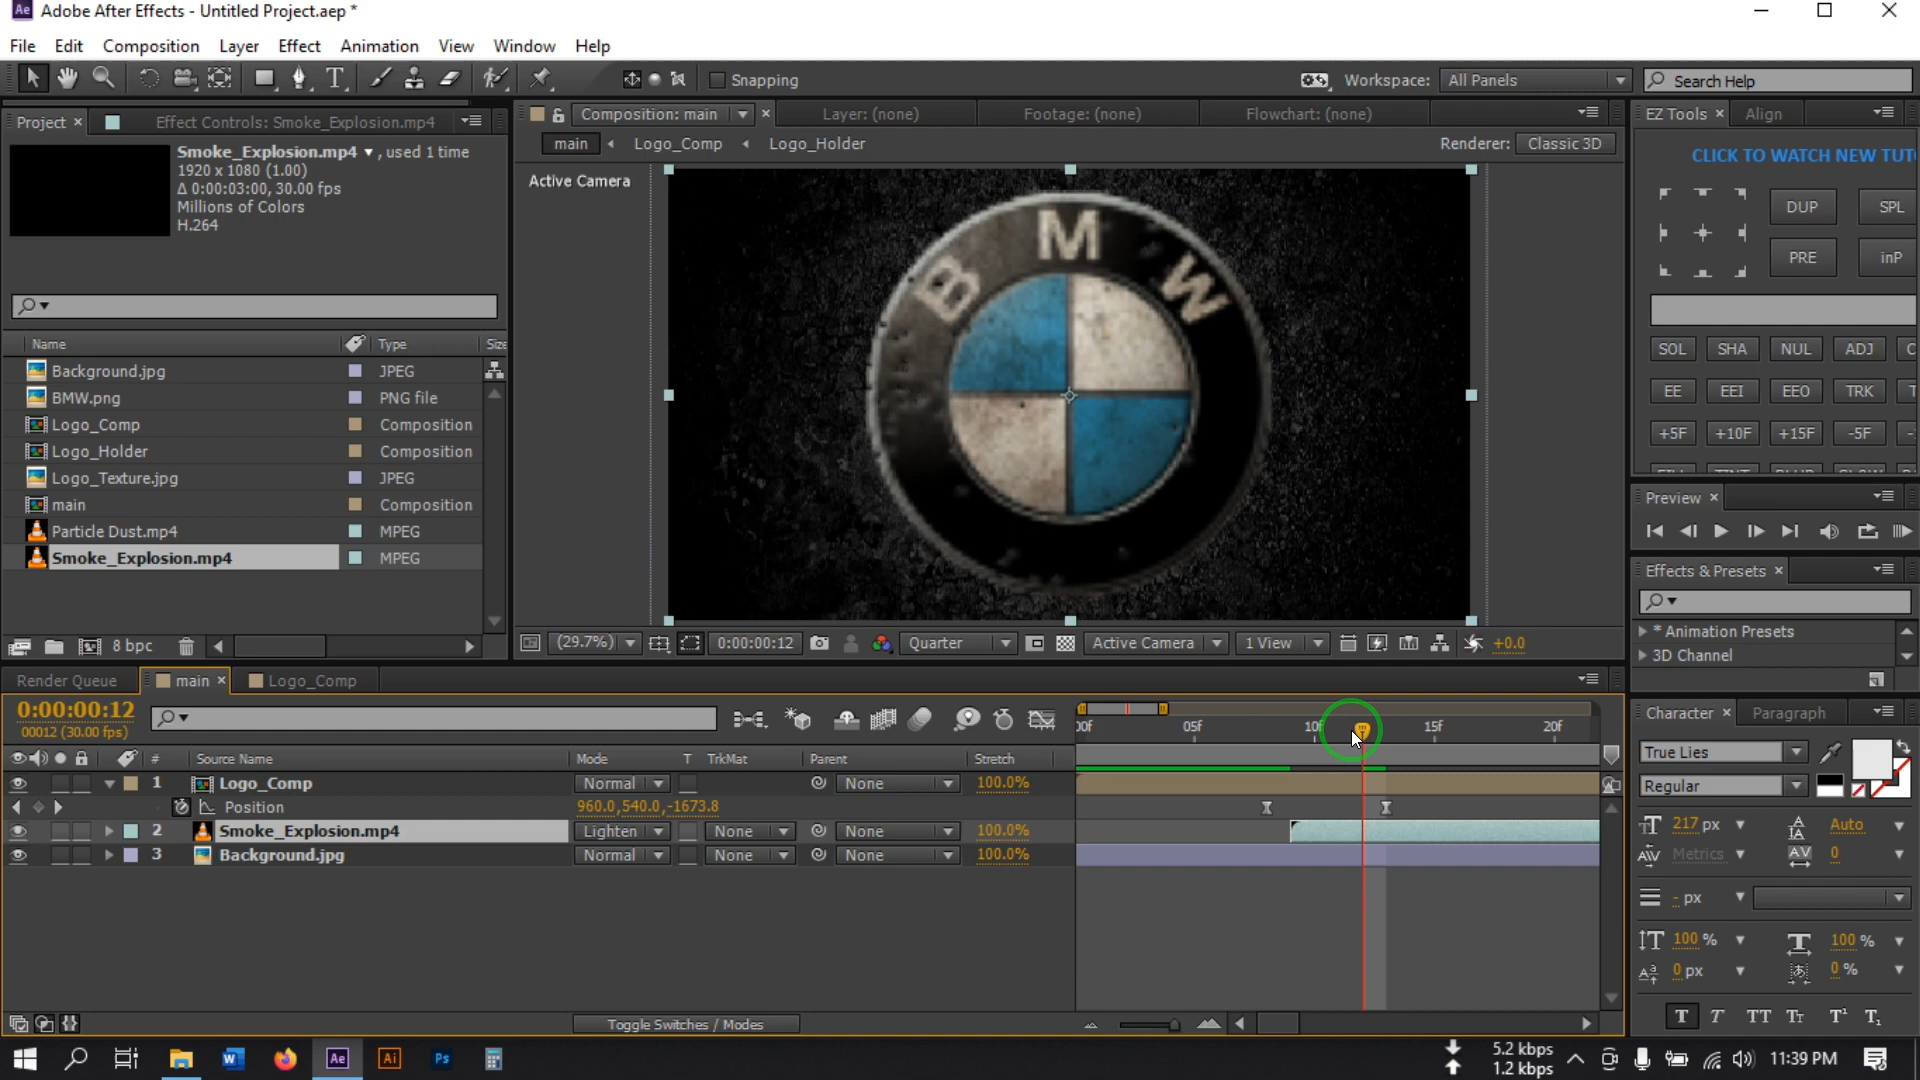 Ae Adobe After Effects - Untitled Project.aep *
File Edit Composition Layer Effect Animation View Window Help
Snapping
Workspace: All Panels
Search Help
Project × Effect Controls: Smoke_Explosion.mp4
Composition: main × Layer: (none) Footage: (none) Flowchart: (none)
EZ Tools × Align
main Logo_Comp Logo_Holder
Renderer: Classic 3D
Smoke_Explosion.mp4 , used 1 time
1920 x 1080 (1.00)
Δ 0:00:03:00, 30.00 fps
Millions of Colors
H.264
Active Camera
B M W
CLICK TO WATCH NEW TUT
DUP SPL
PRE inP
SOL SHA NUL ADJ C
EE EEI EEO TRK T
+5F +10F +15F -5F
Name Type Size
Background.jpg JPEG
BMW.png PNG file
Logo_Comp Composition
Logo_Holder Composition
Logo_Texture.jpg JPEG
main Composition
Particle Dust.mp4 MPEG
Smoke_Explosion.mp4 MPEG
8 bpc
(29.7%) 0:00:00:12 Quarter Active Camera 1 View +0.0
Preview ×
Effects & Presets ×
* Animation Presets
3D Channel
Render Queue main × Logo_Comp
0:00:00:12
00012 (30.00 fps)
:00f 05f 10f 15f 20f
# Source Name Mode T TrkMat Parent Stretch
1 Logo_Comp Normal None 100.0%
Position 960.0,540.0,-1673.8
2 Smoke_Explosion.mp4 Lighten None None 100.0%
3 Background.jpg Normal None None 100.0%
Toggle Switches / Modes
Character × Paragraph
True Lies
Regular
217 px Auto
Metrics 0
- px
100 % 100 %
0 px 0 %
T T TT Tt T¹ T₁
W Ae Ai Ps
5.2 kbps
1.2 kbps
11:39 PM